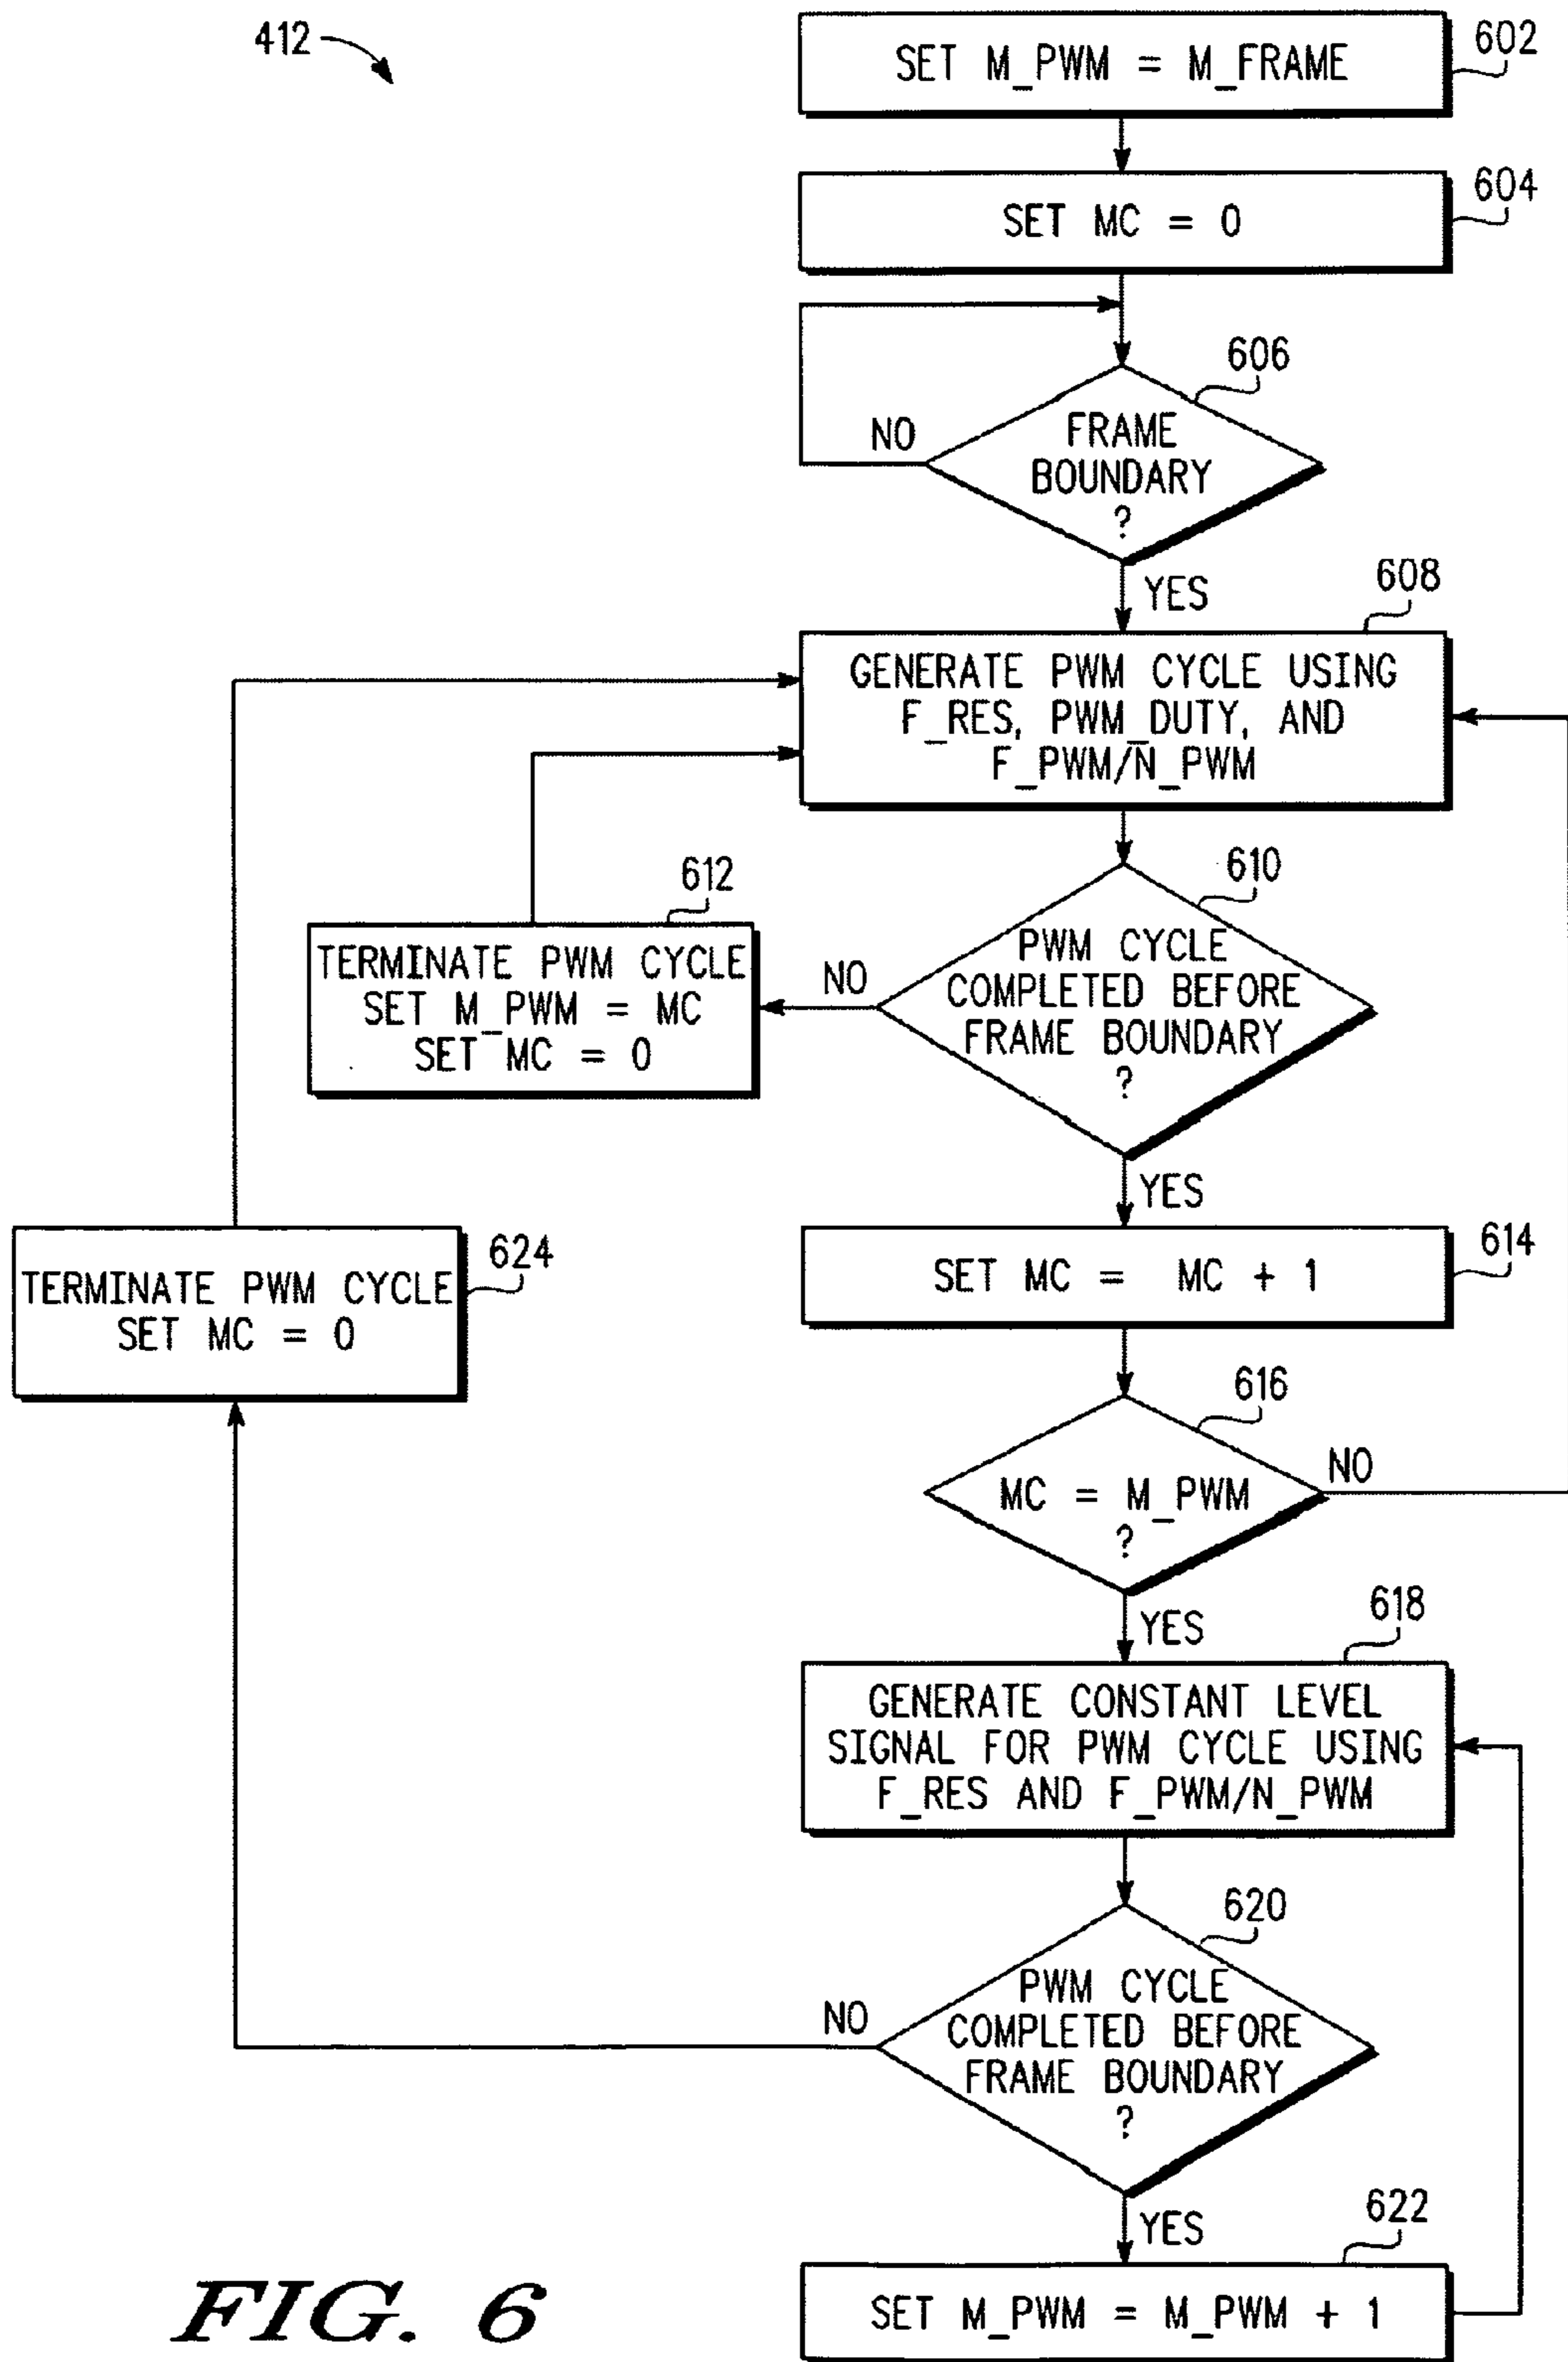 412
SET M_PWM = M_FRAME
602
SET MC = 0
604
606
FRAME
BOUNDARY
?
NO
YES
608
GENERATE PWM CYCLE USING
F_RES, PWM_DUTY, AND
F_PWM/N_PWM
610
PWM CYCLE
COMPLETED BEFORE
FRAME BOUNDARY
?
NO
612
TERMINATE PWM CYCLE
SET M_PWM = MC
SET MC = 0
YES
614
SET MC = MC + 1
624
TERMINATE PWM CYCLE
SET MC = 0
616
MC = M_PWM
?
NO
YES
618
GENERATE CONSTANT LEVEL
SIGNAL FOR PWM CYCLE USING
F_RES AND F_PWM/N_PWM
620
PWM CYCLE
COMPLETED BEFORE
FRAME BOUNDARY
?
NO
YES
622
SET M_PWM = M_PWM + 1
FIG. 6